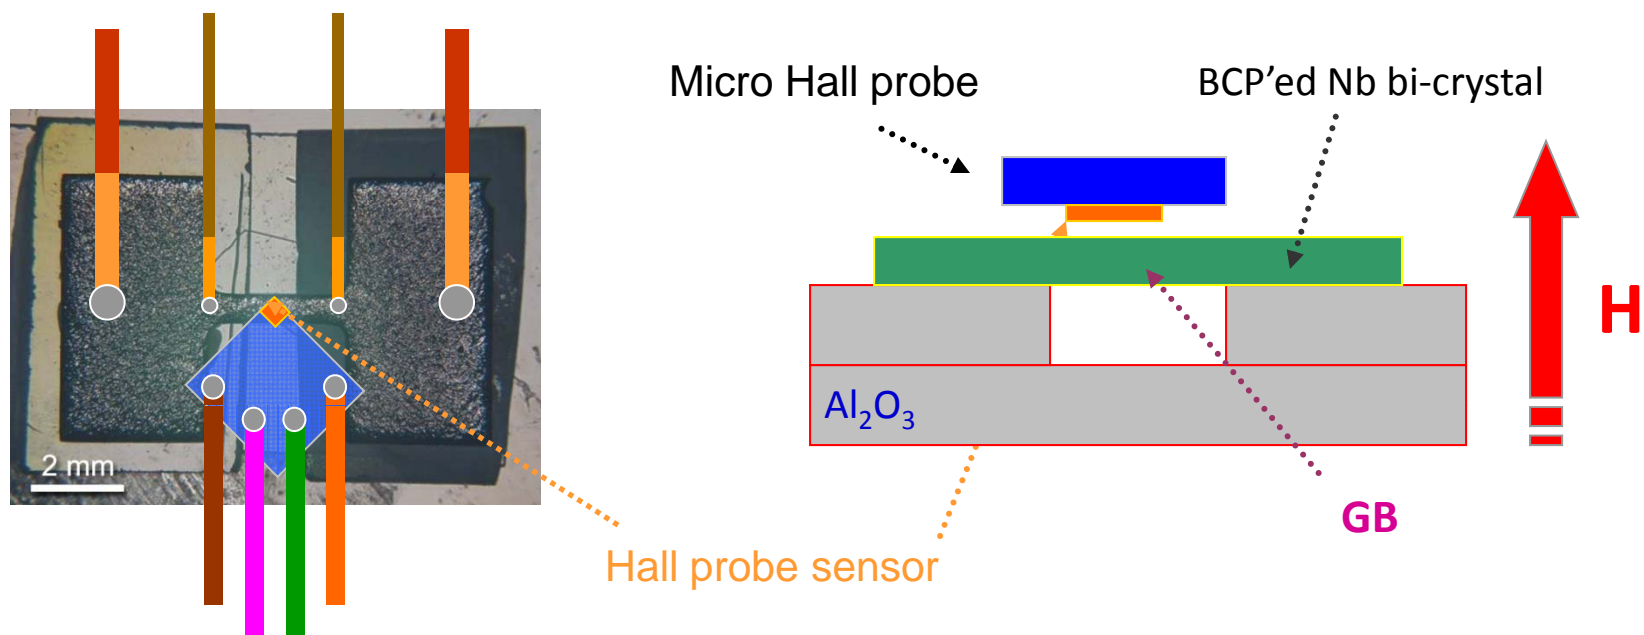 Micro Hall probe
BCP’ed Nb bi-crystal
H
Al₂O₃
2 mm
GB
Hall probe sensor